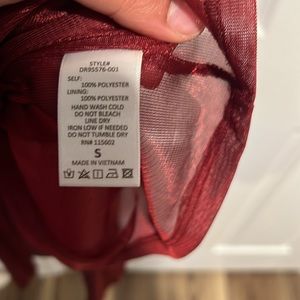 STYLE#
DR95576-001
SELF:
100% POLYESTER
LINING:
100% POLYESTER
HAND WASH COLD
DO NOT BLEACH
LINE DRY
IRON LOW IF NEEDED
DO NOT TUMBLE DRY
RN# 115602
S
MADE IN VIETNAM